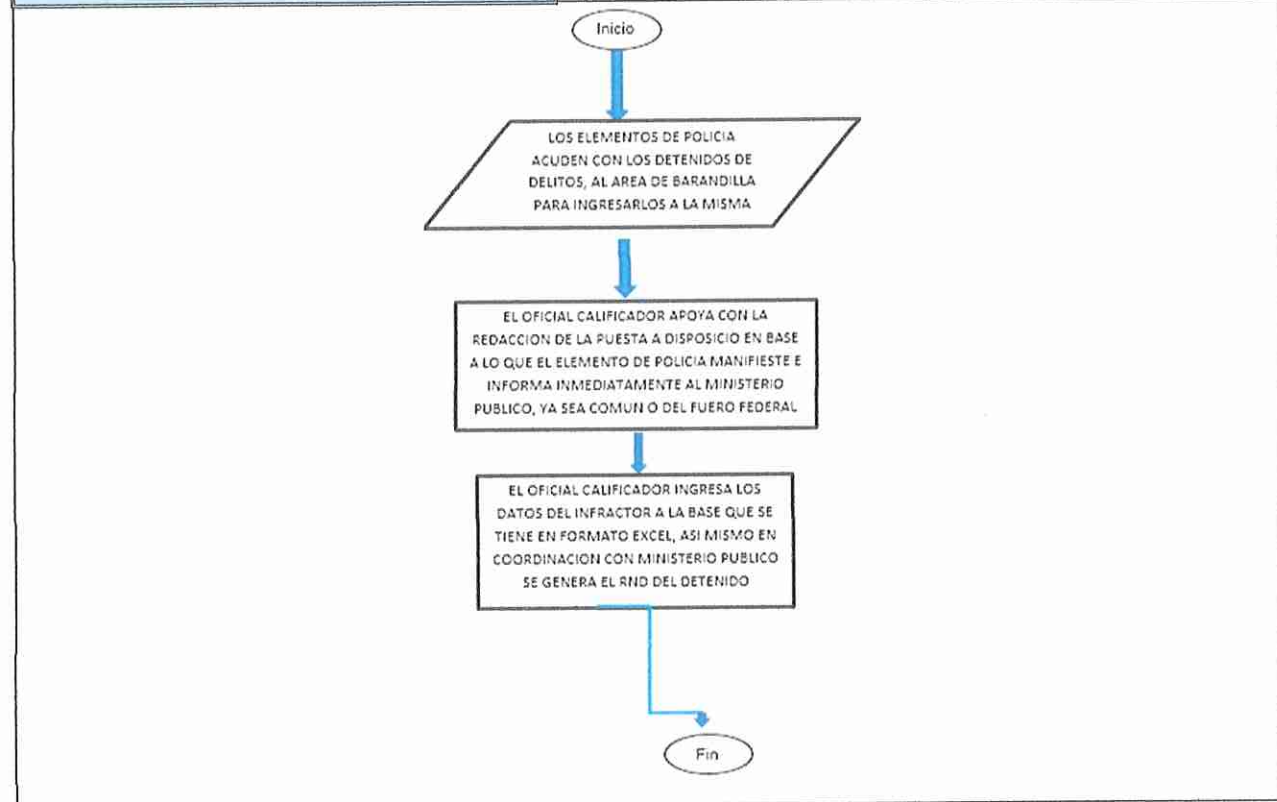 Inicio
LOS ELEMENTOS DE POLICIA
ACUDEN CON LOS DETENIDOS DE
DELITOS, AL AREA DE BARANDILLA
PARA INGRESARLOS A LA MISMA
EL OFICIAL CALIFICADOR APOYA CON LA
REDACCION DE LA PUESTA A DISPOSICIO EN BASE
A LO QUE EL ELEMENTO DE POLICIA MANIFIESTE E
INFORMA INMEDIATAMENTE AL MINISTERIO
PUBLICO, YA SEA COMUN O DEL FUERO FEDERAL
EL OFICIAL CALIFICADOR INGRESA LOS
DATOS DEL INFRACTOR A LA BASE QUE SE
TIENE EN FORMATO EXCEL, ASI MISMO EN
COORDINACION CON MINISTERIO PUBLICO
SE GENERA EL RND DEL DETENIDO
Fin